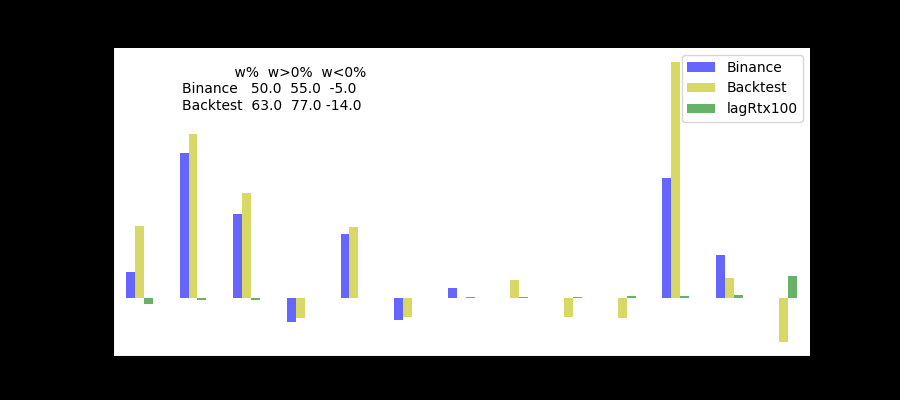 w% w>0% w<0%
Binance 50.0 55.0 -5.0
Backtest 63.0 77.0 -14.0
Binance
Backtest
lagRtx100